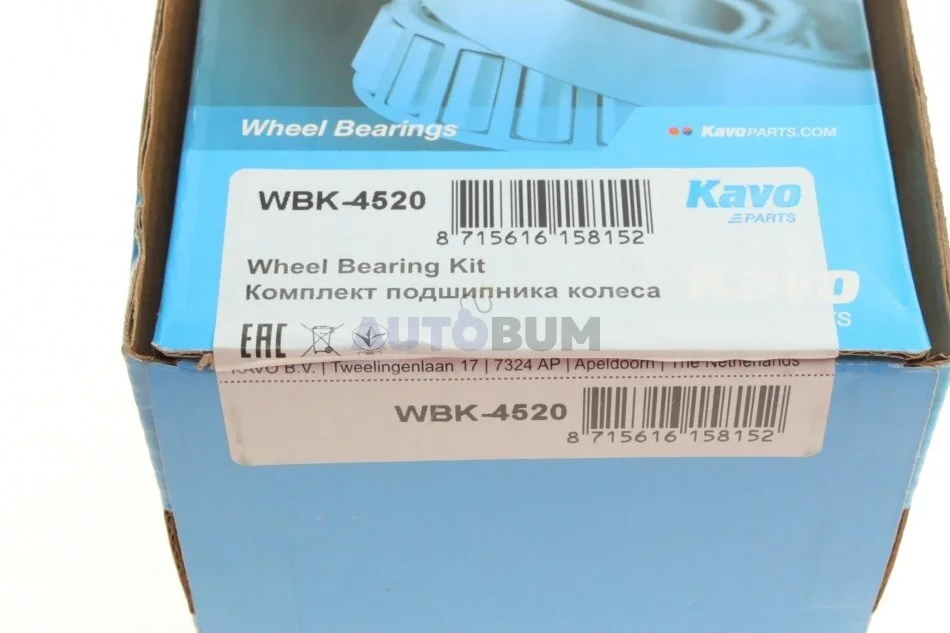 Wheel Bearings
KAVOPARTS.COM
WBK-4520
8 715616 158152
Kavo
PARTS
Wheel Bearing Kit
Комплект подшипника колеса
Kavo
EAC
AUTOBUM
KAVO B.V. | Tweelingenlaan 17 | 7324 AP | Apeldoorn | The Netherlands
WBK-4520
8 715616 158152